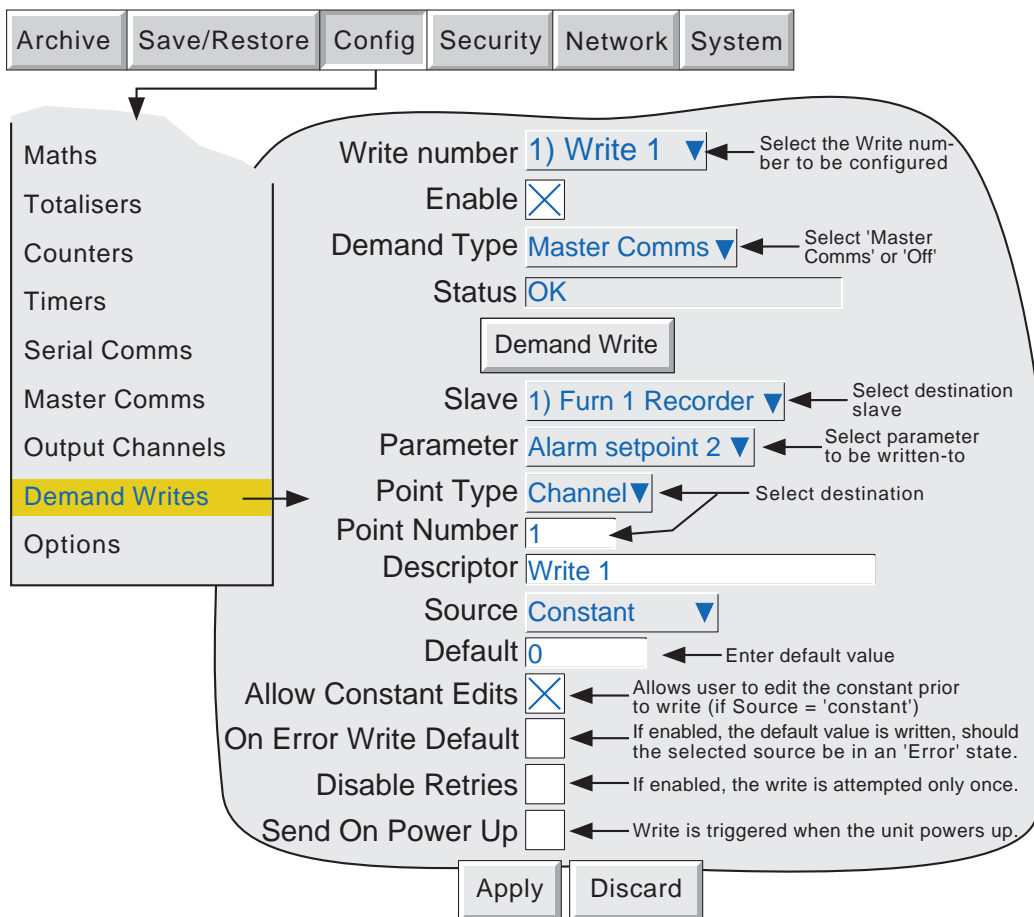 Archive Save/Restore Config Security Network System
Maths
Totalisers
Counters
Timers
Serial Comms
Master Comms
Output Channels
Demand Writes
Options
Write number 1) Write 1
Select the Write num-
ber to be configured
Enable
Demand Type Master Comms
Select 'Master
Comms' or 'Off'
Status OK
Demand Write
Slave 1) Furn 1 Recorder
Select destination
slave
Parameter Alarm setpoint 2
Select parameter
to be written-to
Point Type Channel
Select destination
Point Number 1
Descriptor Write 1
Source Constant
Default 0
Enter default value
Allow Constant Edits
Allows user to edit the constant prior
to write (if Source = 'constant')
On Error Write Default
If enabled, the default value is written, should
the selected source be in an 'Error' state.
Disable Retries
If enabled, the write is attempted only once.
Send On Power Up
Write is triggered when the unit powers up.
Apply Discard